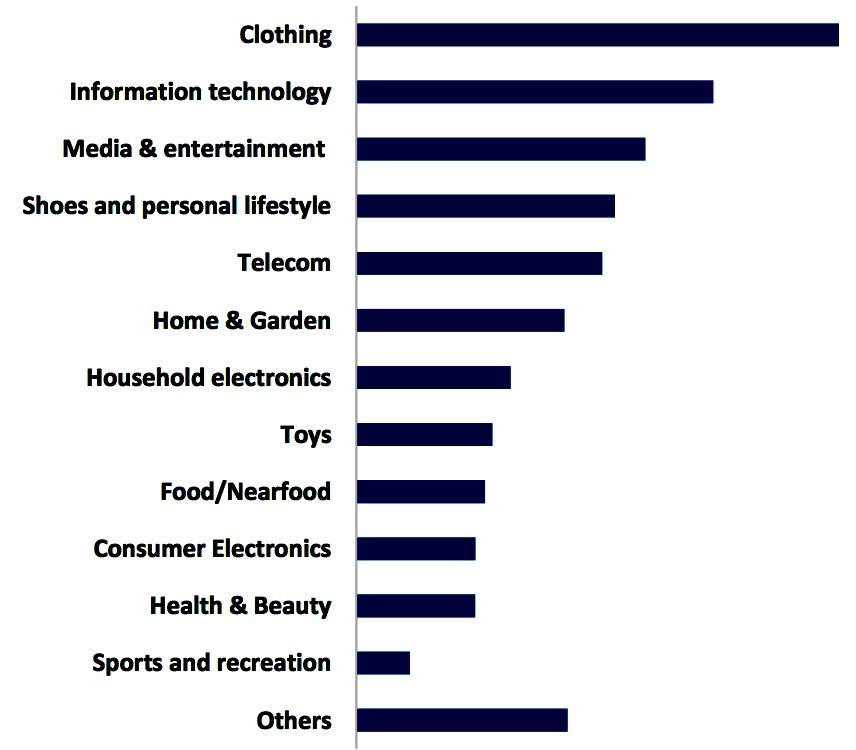 Clothing
Information technology
Media & entertainment
Shoes and personal lifestyle
Telecom
Home & Garden
Household electronics
Toys
Food/Nearfood
Consumer Electronics
Health & Beauty
Sports and recreation
Others